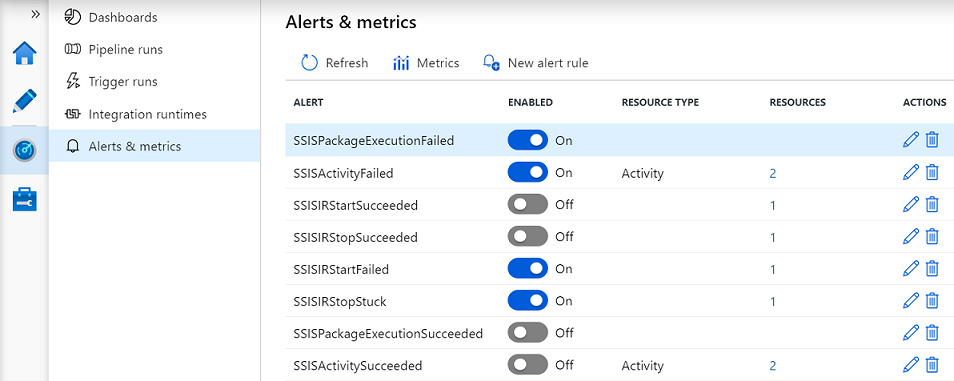 »
Dashboards
Pipeline runs
Trigger runs
Integration runtimes
Alerts & metrics
Alerts & metrics
Refresh Metrics New alert rule
ALERT ENABLED RESOURCE TYPE RESOURCES ACTIONS
SSISPackageExecutionFailed On
SSISActivityFailed On Activity 2
SSISIRStartSucceeded Off 1
SSISIRStopSucceeded Off 1
SSISIRStartFailed On 1
SSISIRStopStuck On 1
SSISPackageExecutionSucceeded Off
SSISActivitySucceeded Off Activity 2